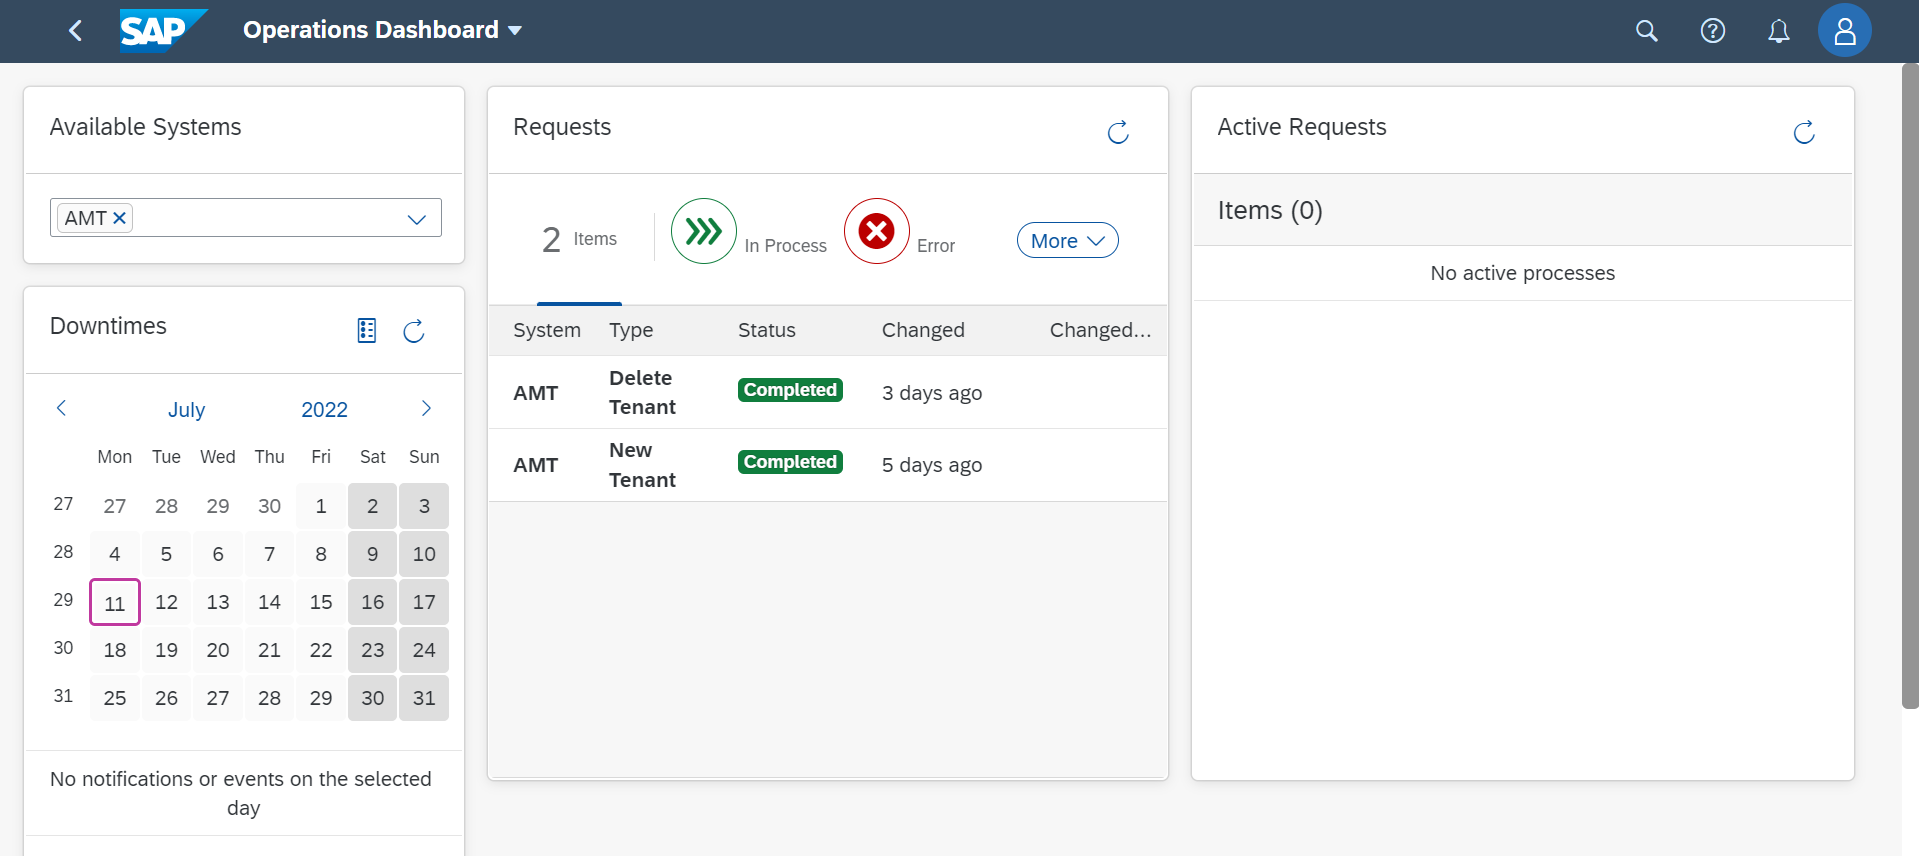 SAP
Operations Dashboard
Available Systems
AMT
Downtimes
July 2022
Mon Tue Wed Thu Fri Sat Sun
27 27 28 29 30 1 2 3
28 4 5 6 7 8 9 10
29 11 12 13 14 15 16 17
30 18 19 20 21 22 23 24
31 25 26 27 28 29 30 31
No notifications or events on the selected
day
Requests
2 Items
In Process
Error
More
System Type Status Changed Changed...
AMT Delete
Tenant Completed 3 days ago
AMT New
Tenant Completed 5 days ago
Active Requests
Items (0)
No active processes